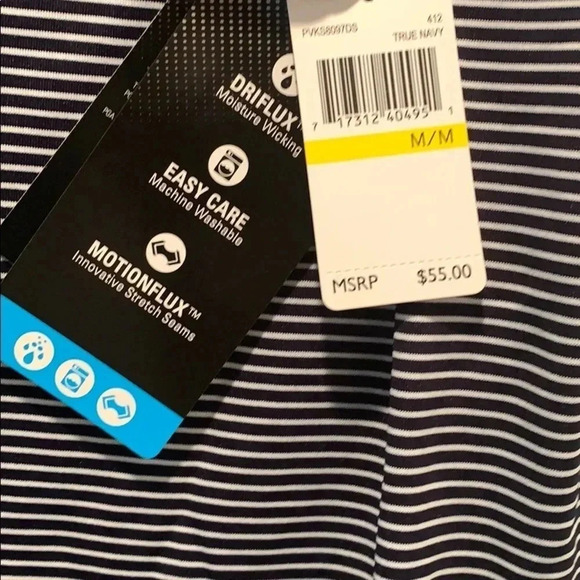 DRIFLUX™
Moisture Wicking
EASY CARE
Machine Washable
MOTIONFLUX™
Innovative Stretch Seams
PVKS8097DS 412
TRUE NAVY
7 17312 40495 1
M/M
MSRP $55.00